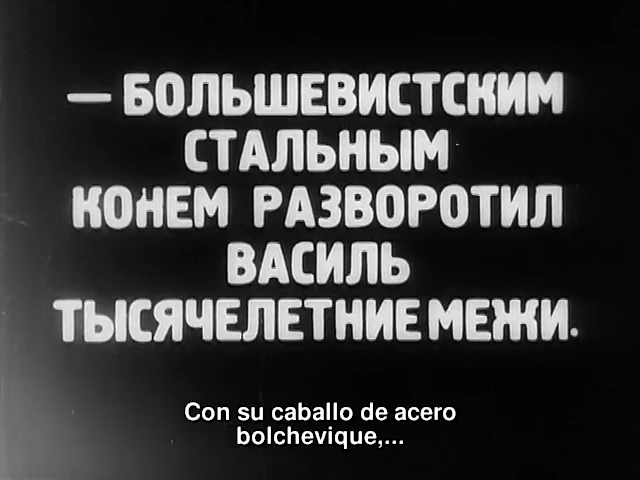 — БОЛЬШЕВИСТСКИМ
СТАЛЬНЫМ
КОНЕМ РАЗВОРОТИЛ
ВАСИЛЬ
ТЫСЯЧЕЛЕТНИЕ МЕЖИ.
Con su caballo de acero
bolchevique,...